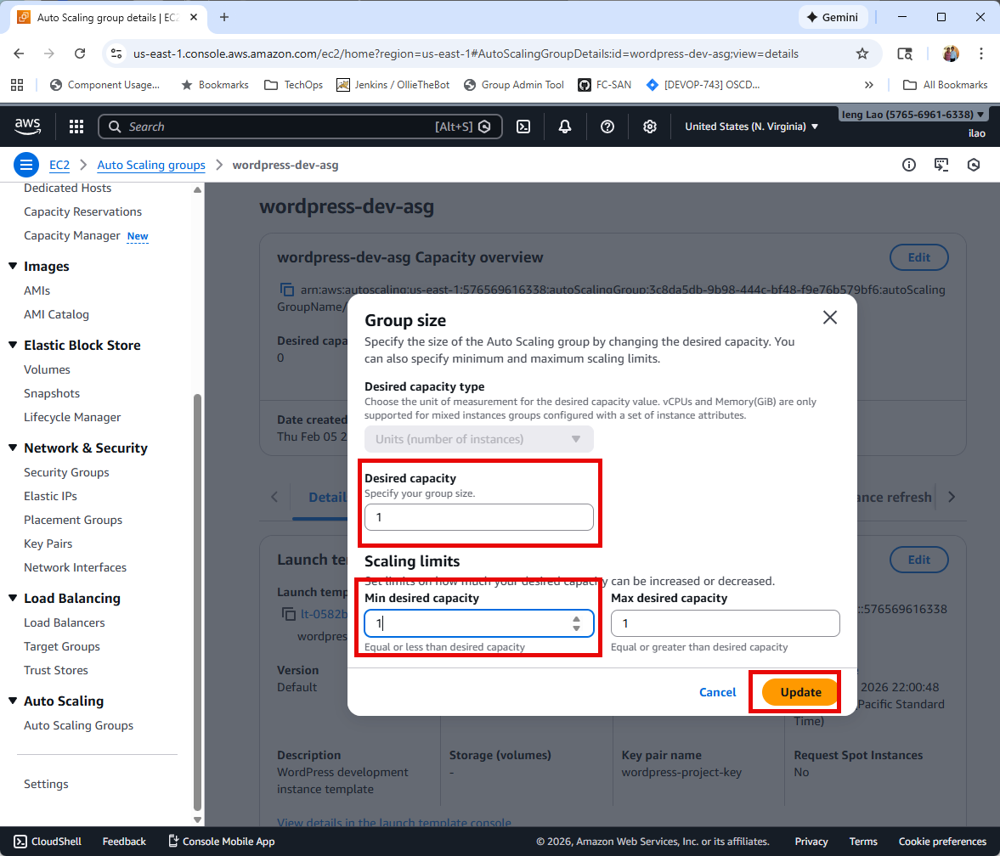 Auto Scaling group details | EC2
Gemini
us-east-1.console.aws.amazon.com/ec2/home?region=us-east-1#AutoScalingGroupDetails:id=wordpress-dev-asg;view=details
Component Usage...
Bookmarks
TechOps
Jenkins / OllieTheBot
Group Admin Tool
FC-SAN
[DEVOP-743] OSCD...
»
All Bookmarks
aws
Search
[Alt+S]
United States (N. Virginia)
Ieng Lao (5765-6961-6338)
ilao
EC2
Auto Scaling groups
wordpress-dev-asg
Dedicated Hosts
Capacity Reservations
Capacity Manager New
Images
AMIs
AMI Catalog
Elastic Block Store
Volumes
Snapshots
Lifecycle Manager
Network & Security
Security Groups
Elastic IPs
Placement Groups
Key Pairs
Network Interfaces
Load Balancing
Load Balancers
Target Groups
Trust Stores
Auto Scaling
Auto Scaling Groups
Settings
wordpress-dev-asg
wordpress-dev-asg Capacity overview
Edit
arn:aws:autoscaling:us-east-1:576569616338:autoScalingGroup:3c8da5db-9b98-444c-bf48-f9e76b579bf6:autoScaling
GroupName/
Desired capa
0
Date created
Thu Feb 05 2
Detail
ance refresh
Launch te
Edit
Launch temp
lt-0582b
wordpres
::576569616338
Version
Default
2026 22:00:48
(Pacific Standard
Time)
Description
WordPress development
instance template
Storage (volumes)
-
Key pair name
wordpress-project-key
Request Spot Instances
No
View details in the launch template console
Group size
Specify the size of the Auto Scaling group by changing the desired capacity. You
can also specify minimum and maximum scaling limits.
Desired capacity type
Choose the unit of measurement for the desired capacity value. vCPUs and Memory(GiB) are only
supported for mixed instances groups configured with a set of instance attributes.
Units (number of instances)
Desired capacity
Specify your group size.
1
Scaling limits
Set limits on how much your desired capacity can be increased or decreased.
Min desired capacity
1
Equal or less than desired capacity
Max desired capacity
1
Equal or greater than desired capacity
Cancel
Update
CloudShell
Feedback
Console Mobile App
© 2026, Amazon Web Services, Inc. or its affiliates.
Privacy
Terms
Cookie preferences